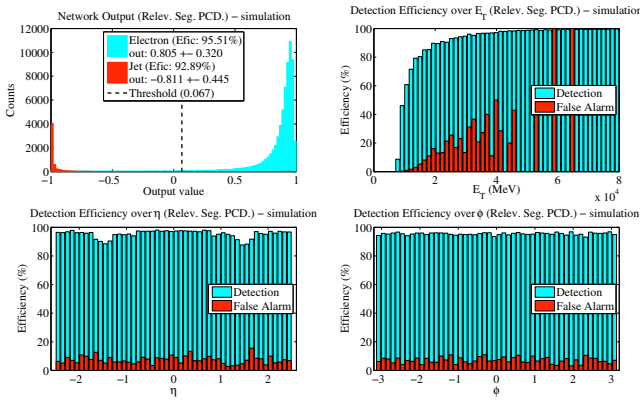 Network Output (Relev. Seg. PCD.) − simulation
12000
10000
8000
6000
4000
2000
0
Counts
Electron (Efic: 95.51%)
out: 0.805 +− 0.320
Jet (Efic: 92.89%)
out: −0.811 +− 0.445
Threshold (0.067)
−1 −0.5 0 0.5 1
Output value
Detection Efficiency over E_T (Relev. Seg. PCD.) − simulation
100
80
60
40
20
0
Efficiency (%)
Detection
False Alarm
0 2 4 6 8
E_T (MeV)
x 10^4
Detection Efficiency over η (Relev. Seg. PCD.) − simulation
100
80
60
40
20
0
Efficiency (%)
Detection
False Alarm
−2 −1 0 1 2
η
Detection Efficiency over ϕ (Relev. Seg. PCD.) − simulation
100
80
60
40
20
0
Efficiency (%)
Detection
False Alarm
−3 −2 −1 0 1 2 3
ϕ